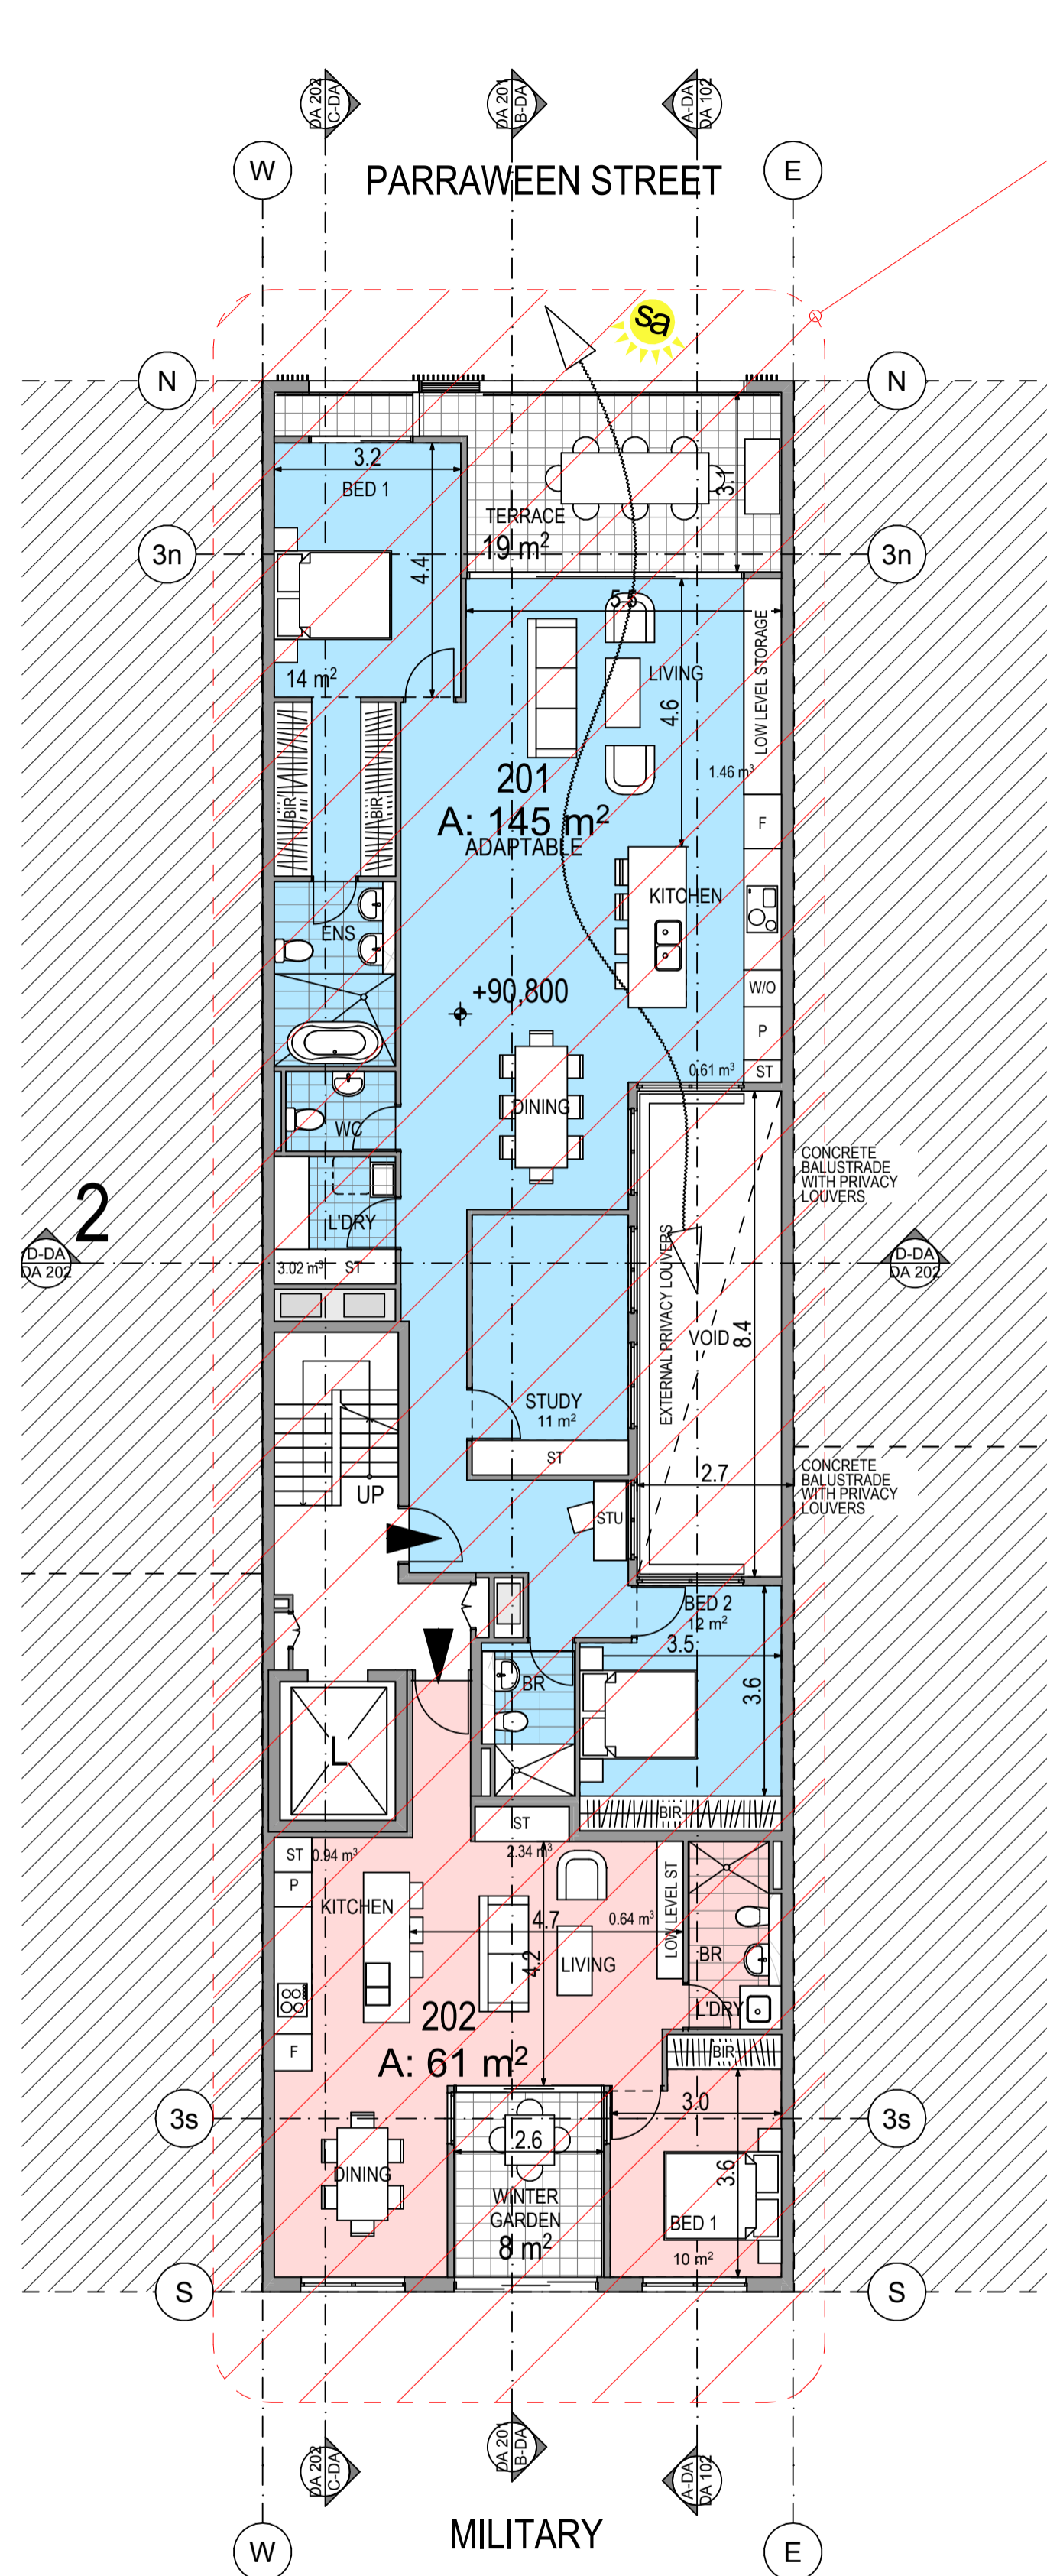 DA 202
C-DA
DA 201
B-DA
A-DA
DA 102
W
PARRAWEEN STREET
E
sa
N
N
3.2
BED 1
3.1
TERRACE
19 m²
3n
3n
4.4
5.5
14 m²
LIVING
4.6
LOW LEVEL STORAGE
1.46 m³
201
A: 145 m²
ADAPTABLE
BIR
BIR
F
KITCHEN
ENS
+90,800
W/O
P
0.61 m³
ST
DINING
WC
CONCRETE
BALUSTRADE
WITH PRIVACY
LOUVERS
2
L'DRY
D-DA
DA 202
3.02 m³
ST
D-DA
DA 202
EXTERNAL PRIVACY LOUVERS
VOID
8.4
STUDY
11 m²
ST
2.7
CONCRETE
BALUSTRADE
WITH PRIVACY
LOUVERS
UP
STU
BED 2
12 m²
3.5
BR
3.6
L
BIR
ST
2.34 m³
ST
0.94 m³
P
KITCHEN
4.7
0.64 m³
LOW LEVEL ST
4.2
LIVING
BR
202
A: 61 m²
L'DRY
F
BIR
3s
3.0
3s
2.6
DINING
3.6
WINTER
GARDEN
8 m²
BED 1
10 m²
S
S
DA 202
C-DA
DA 201
B-DA
A-DA
DA 102
MILITARY
W
E